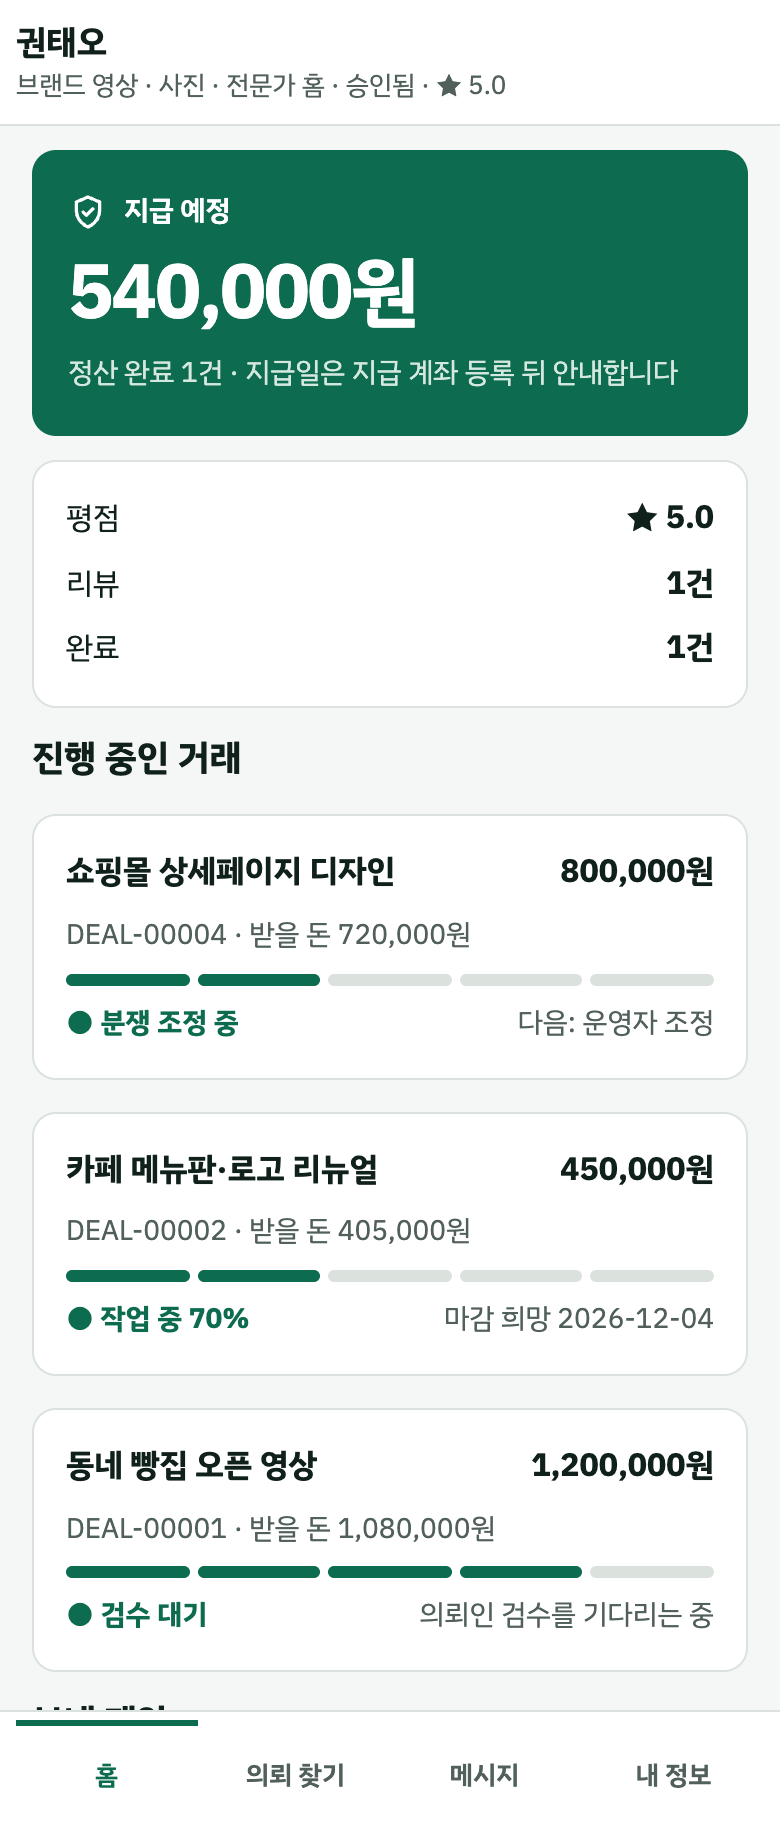 권태오
브랜드 영상 · 사진 · 전문가 홈 · 승인됨 · ★ 5.0
지급 예정
540,000원
정산 완료 1건 · 지급일은 지급 계좌 등록 뒤 안내합니다
평점 ★ 5.0
리뷰 1건
완료 1건
진행 중인 거래
쇼핑몰 상세페이지 디자인 800,000원
DEAL-00004 · 받을 돈 720,000원
● 분쟁 조정 중 다음: 운영자 조정
카페 메뉴판·로고 리뉴얼 450,000원
DEAL-00002 · 받을 돈 405,000원
● 작업 중 70% 마감 희망 2026-12-04
동네 빵집 오픈 영상 1,200,000원
DEAL-00001 · 받을 돈 1,080,000원
● 검수 대기 의뢰인 검수를 기다리는 중
홈 의뢰 찾기 메시지 내 정보